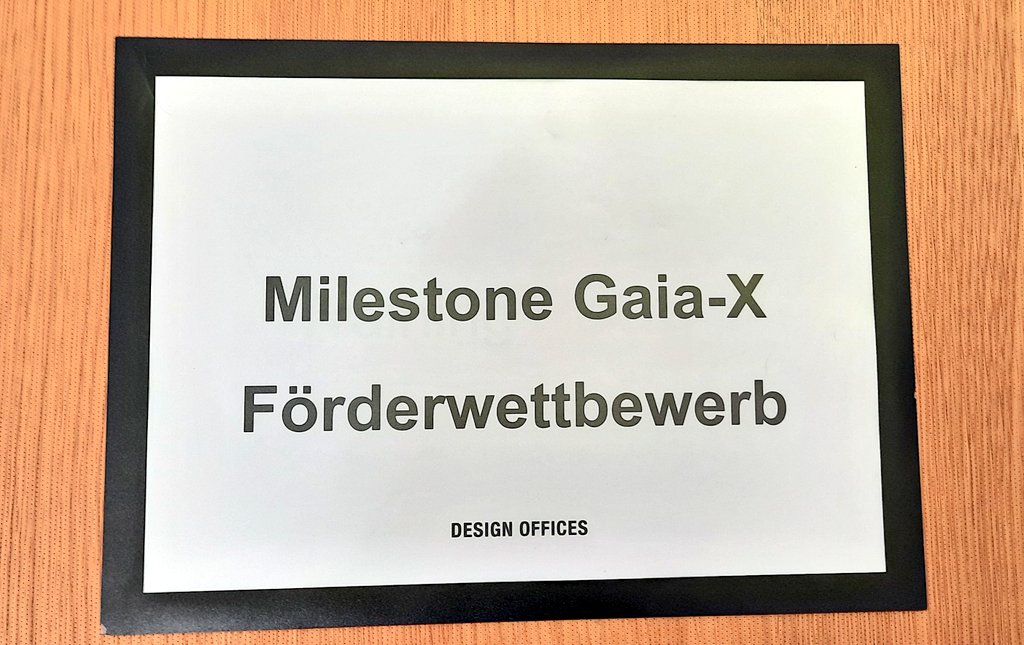 Milestone Gaia-X
Förderwettbewerb
DESIGN OFFICES